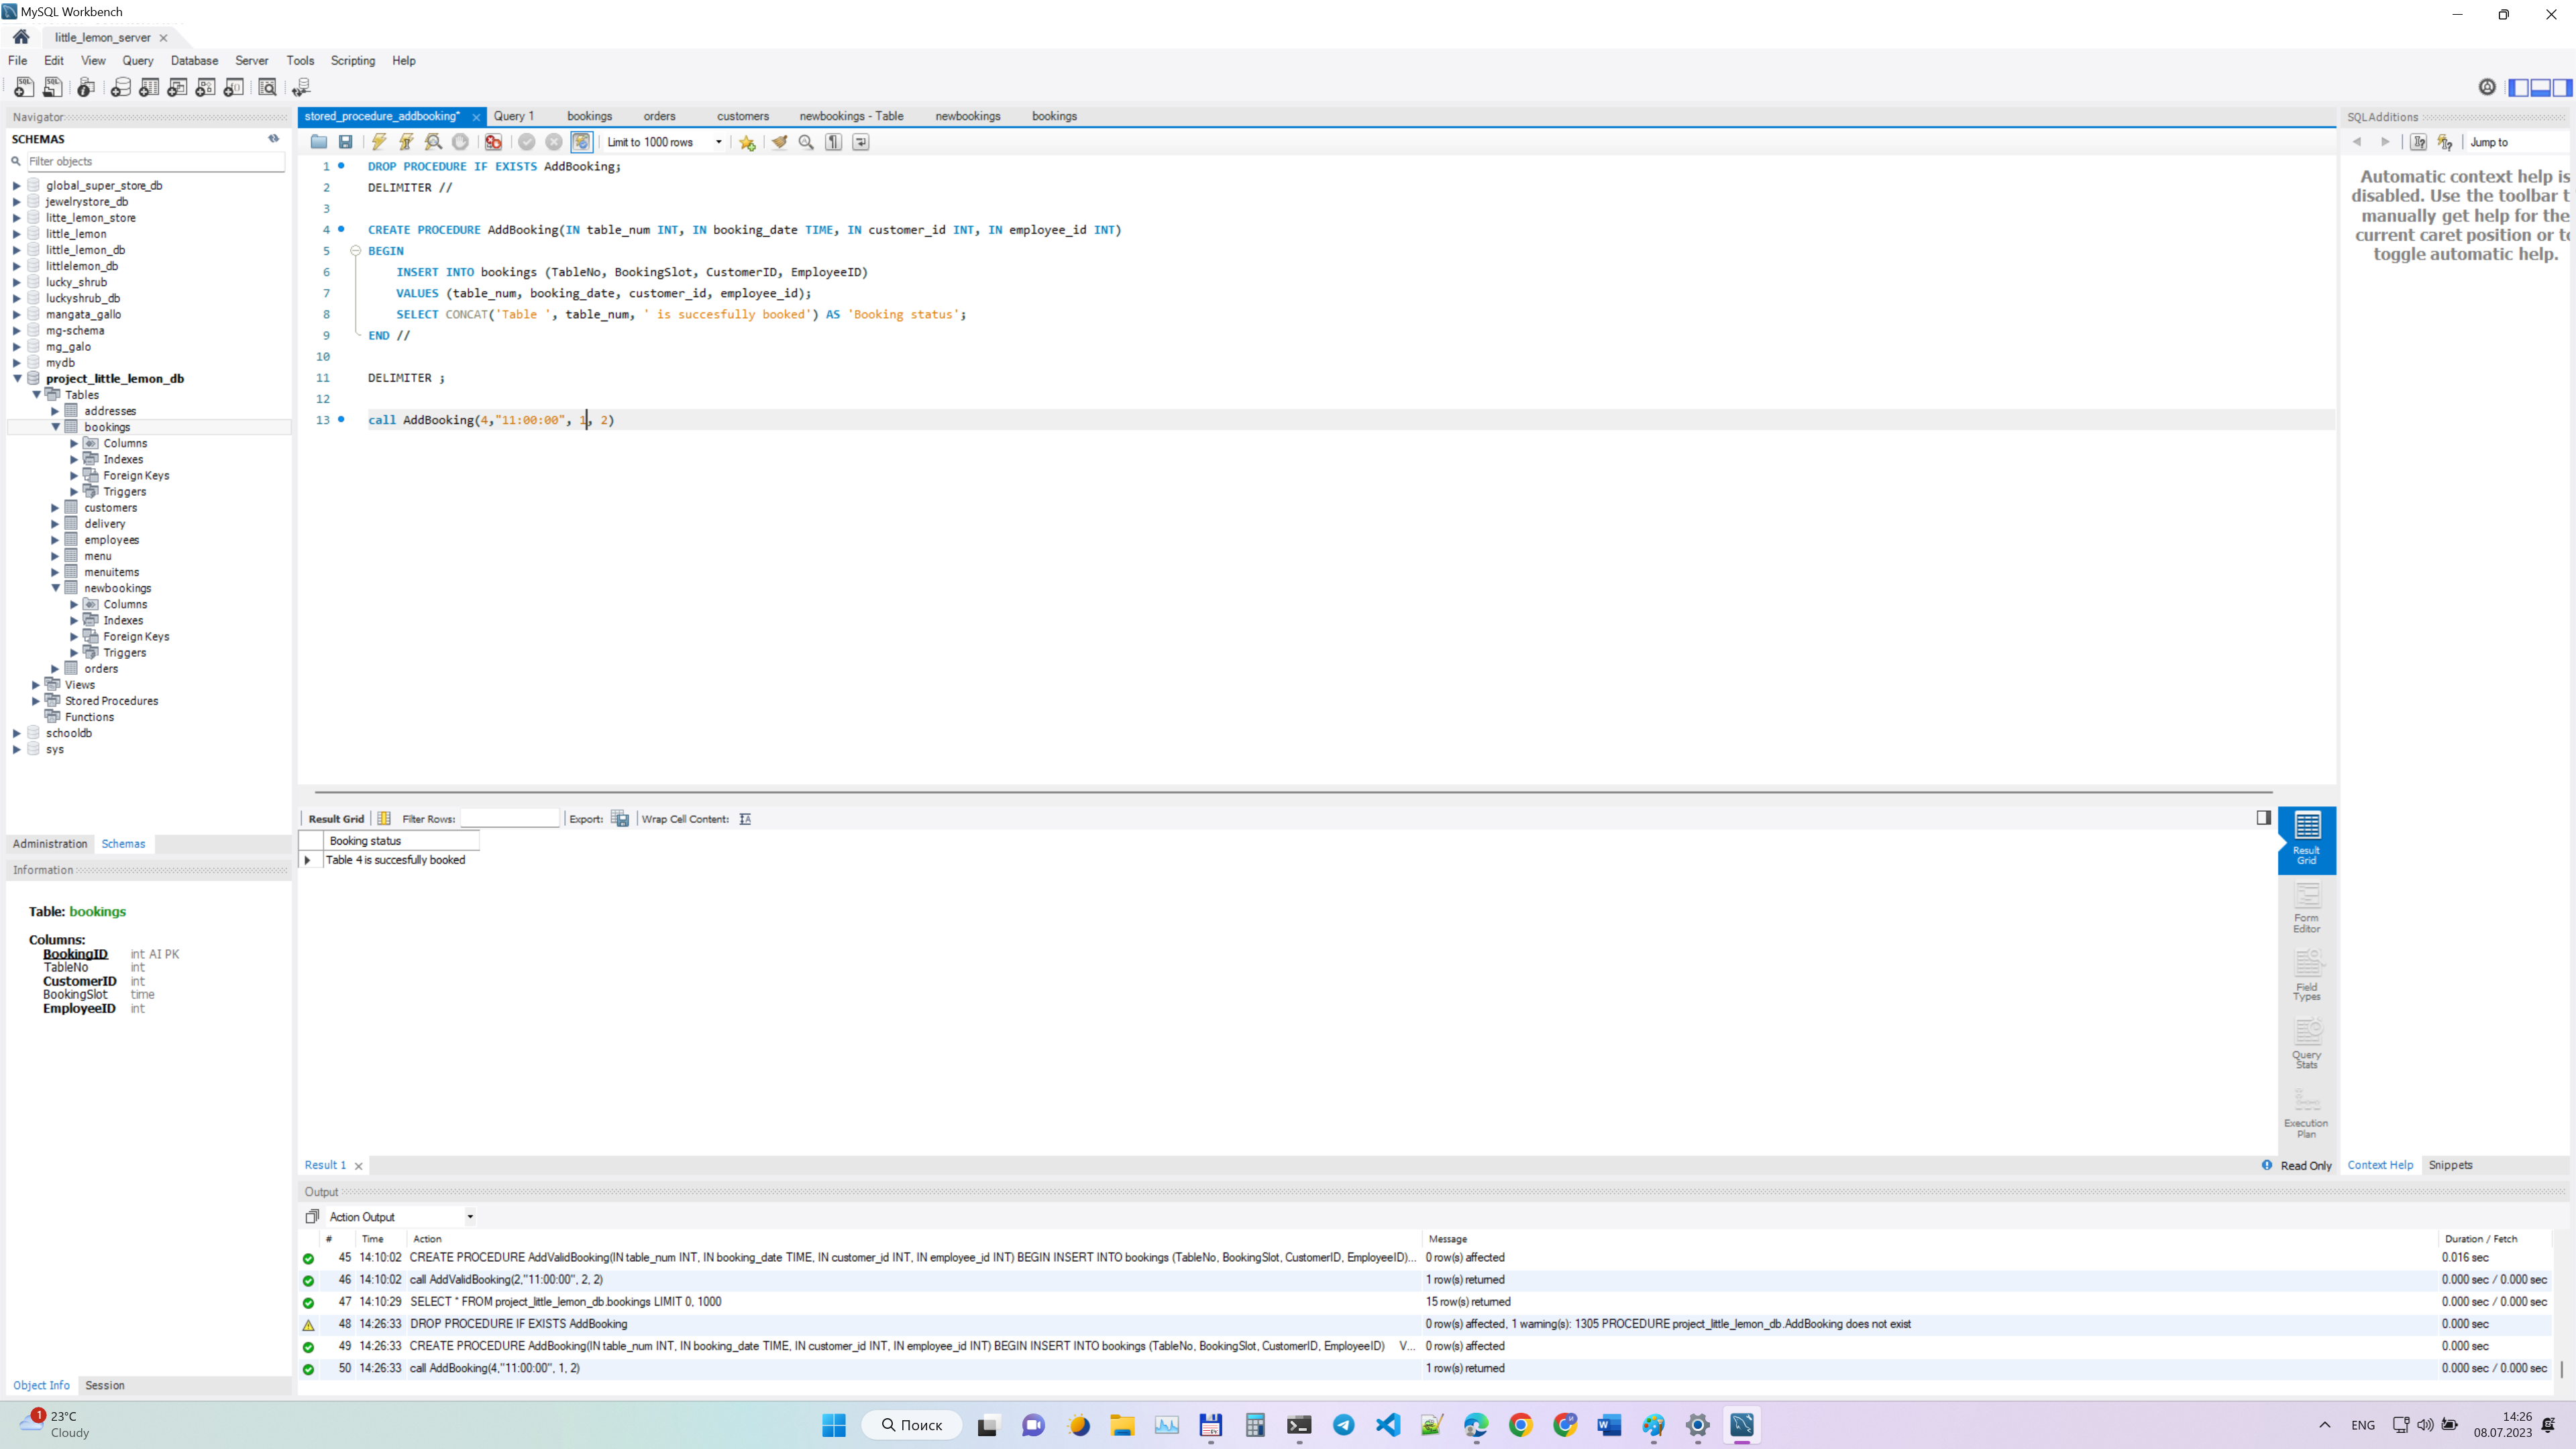 MySQL Workbench
little_lemon_server
File Edit View Query Database Server Tools Scripting Help
Navigator
SCHEMAS
Filter objects
global_super_store_db
jewelrystore_db
litte_lemon_store
little_lemon
little_lemon_db
littlelemon_db
lucky_shrub
luckyshrub_db
mangata_gallo
mg-schema
mg_galo
mydb
project_little_lemon_db
Tables
addresses
bookings
Columns
Indexes
Foreign Keys
Triggers
customers
delivery
employees
menu
menuitems
newbookings
Columns
Indexes
Foreign Keys
Triggers
orders
Views
Stored Procedures
Functions
schooldb
sys
Administration Schemas
Information
Table: bookings
Columns:
BookingID int AI PK
TableNo int
CustomerID int
BookingSlot time
EmployeeID int
Object Info Session
stored_procedure_addbooking* Query 1 bookings orders customers newbookings - Table newbookings bookings
Limit to 1000 rows
1 DROP PROCEDURE IF EXISTS AddBooking;
2 DELIMITER //
3
4 CREATE PROCEDURE AddBooking(IN table_num INT, IN booking_date TIME, IN customer_id INT, IN employee_id INT)
5 BEGIN
6 INSERT INTO bookings (TableNo, BookingSlot, CustomerID, EmployeeID)
7 VALUES (table_num, booking_date, customer_id, employee_id);
8 SELECT CONCAT('Table ', table_num, ' is succesfully booked') AS 'Booking status';
9 END //
10
11 DELIMITER ;
12
13 call AddBooking(4,"11:00:00", 1, 2)
Result Grid Filter Rows: Export: Wrap Cell Content:
Booking status
Table 4 is succesfully booked
Result Grid
Form Editor
Field Types
Query Stats
Execution Plan
Result 1 Read Only
SQLAdditions
Jump to
Automatic context help is
disabled. Use the toolbar t
manually get help for the
current caret position or to
toggle automatic help.
Context Help Snippets
Output
Action Output
# Time Action Message Duration / Fetch
45 14:10:02 CREATE PROCEDURE AddValidBooking(IN table_num INT, IN booking_date TIME, IN customer_id INT, IN employee_id INT) BEGIN INSERT INTO bookings (TableNo, BookingSlot, CustomerID, EmployeeID)... 0 row(s) affected 0.016 sec
46 14:10:02 call AddValidBooking(2,"11:00:00", 2, 2) 1 row(s) returned 0.000 sec / 0.000 sec
47 14:10:29 SELECT * FROM project_little_lemon_db.bookings LIMIT 0, 1000 15 row(s) returned 0.000 sec / 0.000 sec
48 14:26:33 DROP PROCEDURE IF EXISTS AddBooking 0 row(s) affected, 1 warning(s): 1305 PROCEDURE project_little_lemon_db.AddBooking does not exist 0.000 sec
49 14:26:33 CREATE PROCEDURE AddBooking(IN table_num INT, IN booking_date TIME, IN customer_id INT, IN employee_id INT) BEGIN INSERT INTO bookings (TableNo, BookingSlot, CustomerID, EmployeeID) V... 0 row(s) affected 0.000 sec
50 14:26:33 call AddBooking(4,"11:00:00", 1, 2) 1 row(s) returned 0.000 sec / 0.000 sec
1
23°C
Cloudy
Поиск
ENG
14:26
08.07.2023